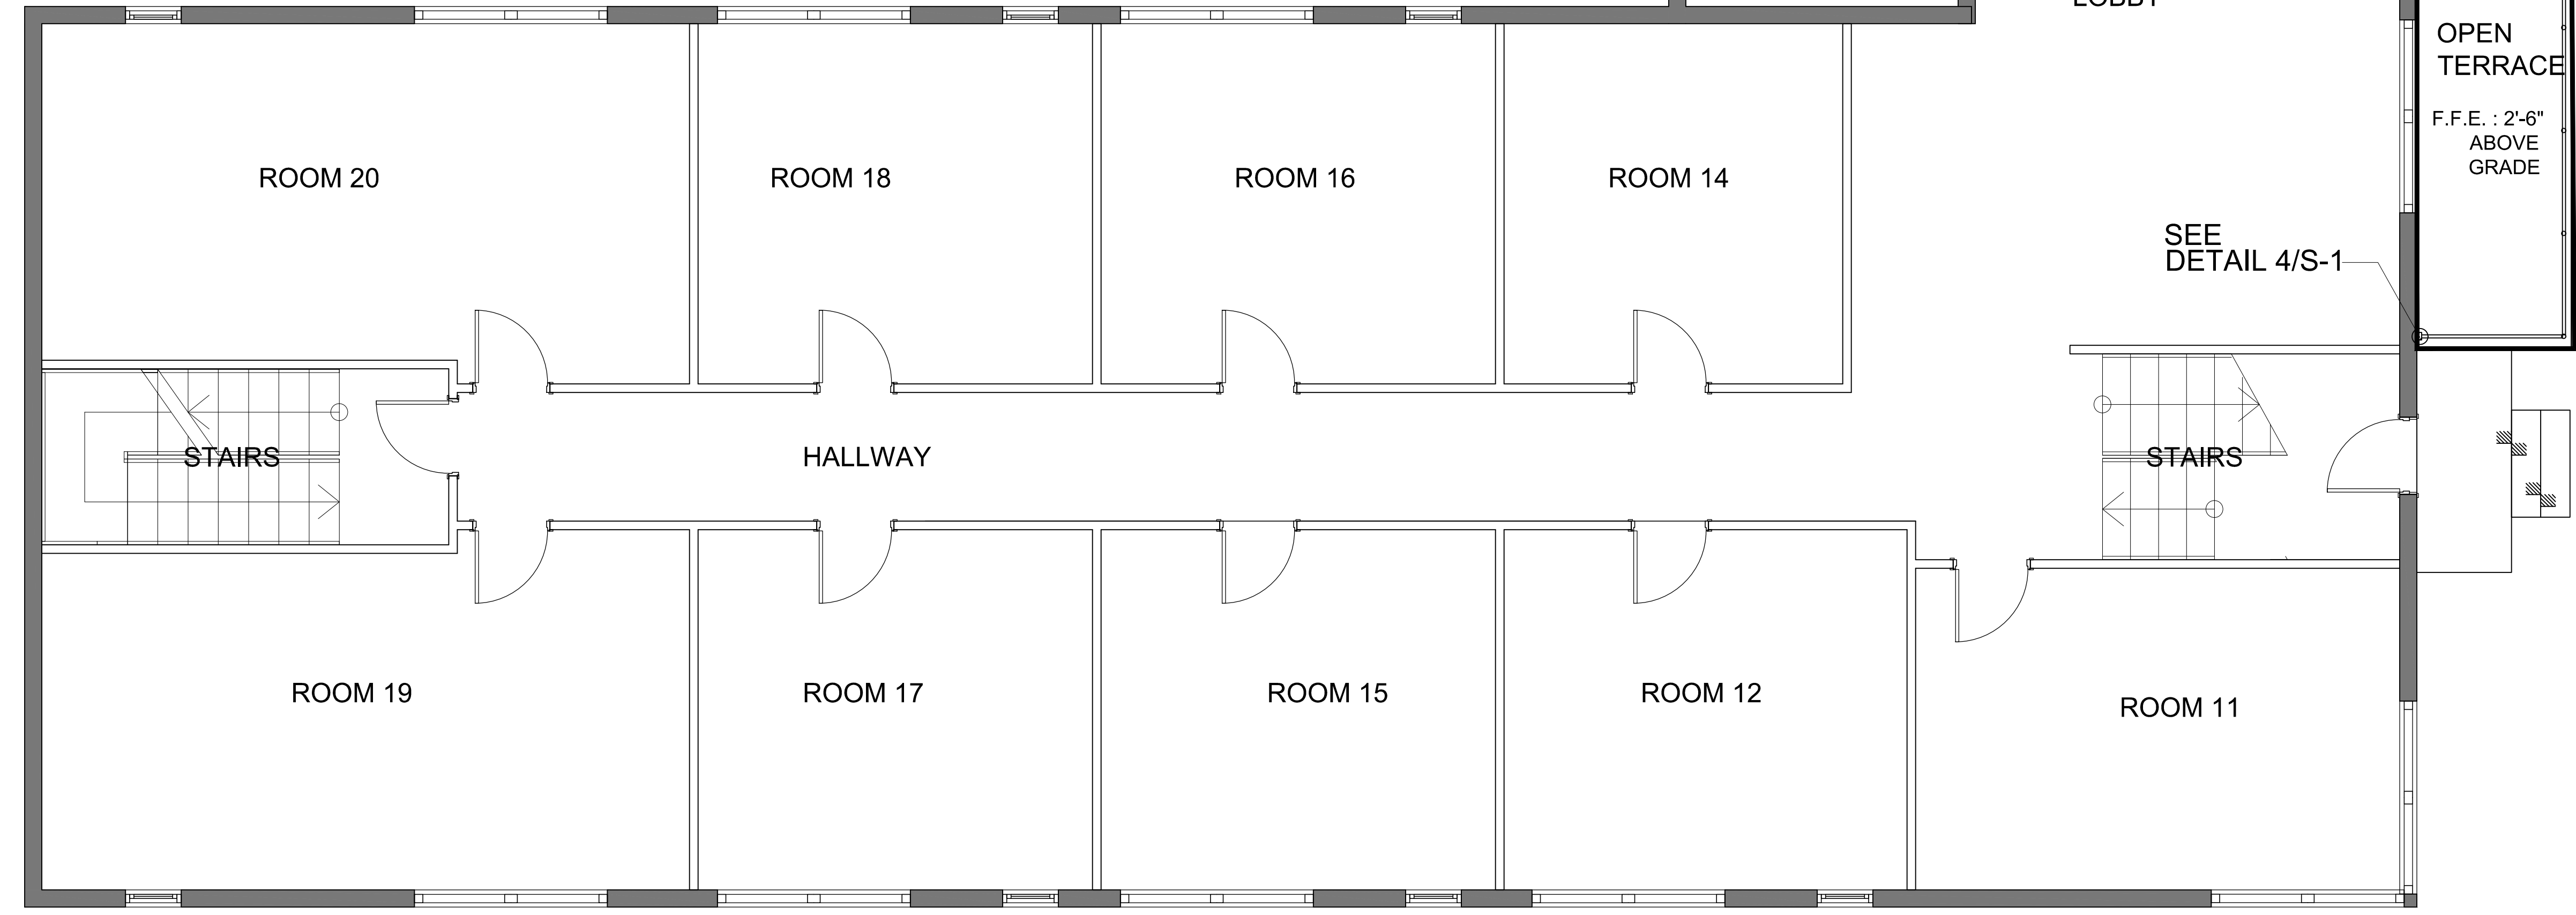 LOBBY
OPEN
TERRACE
F.F.E. : 2'-6"
ABOVE
GRADE
ROOM 20
ROOM 18
ROOM 16
ROOM 14
SEE
DETAIL 4/S-1
STAIRS
HALLWAY
STAIRS
ROOM 19
ROOM 17
ROOM 15
ROOM 12
ROOM 11